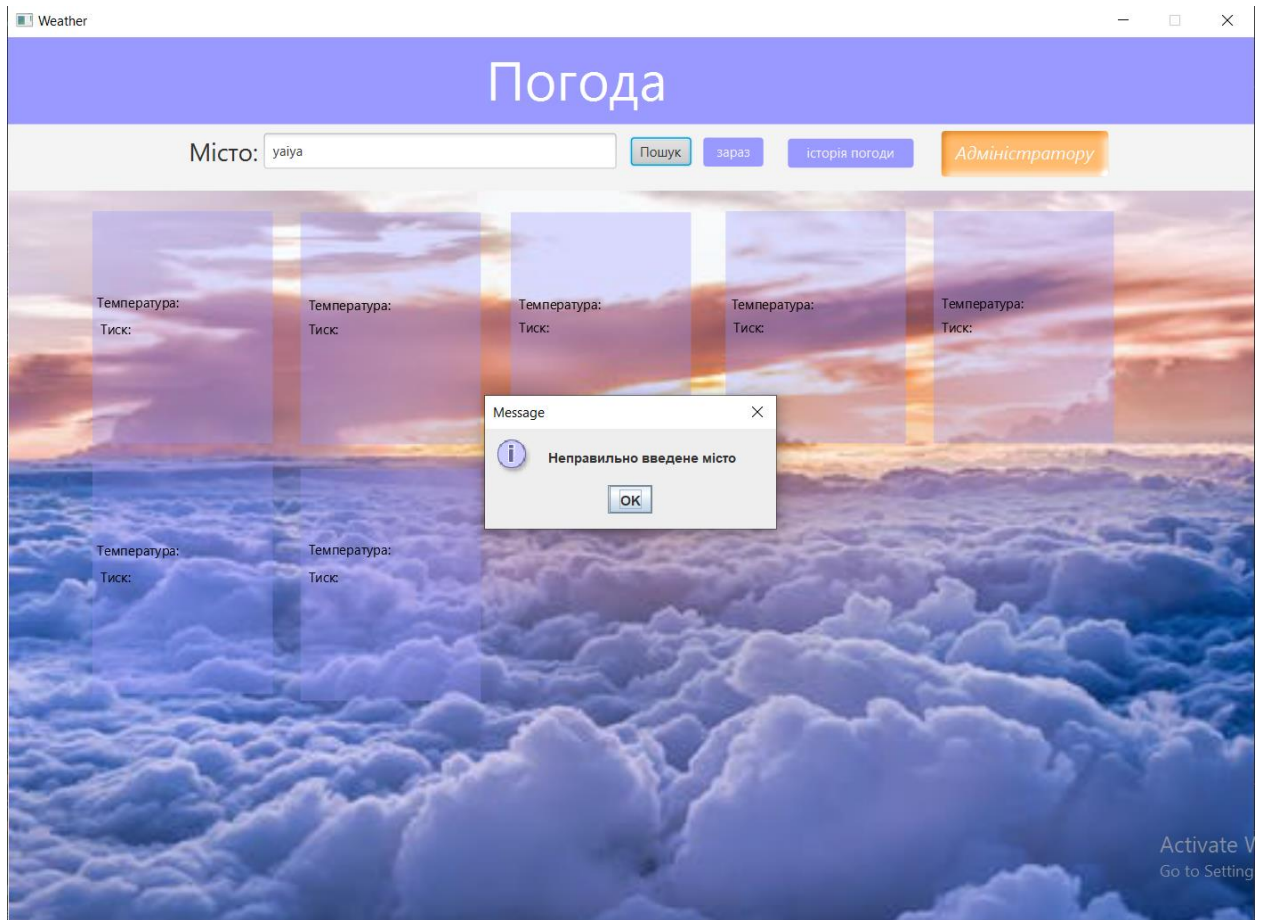 Weather
Погода
Місто: yaiya Пошук зараз історія погоди Адміністратору
Температура: Температура: Температура: Температура: Температура:
Тиск: Тиск: Тиск: Тиск: Тиск:
Message
Неправильно введене місто
OK
Температура: Температура:
Тиск: Тиск:
Activate
Go to Setting